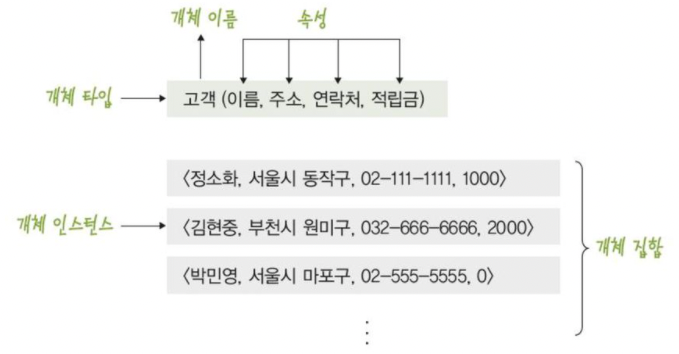 개체 이름 속성
개체 타입 고객 (이름, 주소, 연락처, 적립금)
〈정소화, 서울시 동작구, 02-111-1111, 1000〉
개체 인스턴스 〈김현중, 부천시 원미구, 032-666-6666, 2000〉
개체 집합
〈박민영, 서울시 마포구, 02-555-5555, 0〉